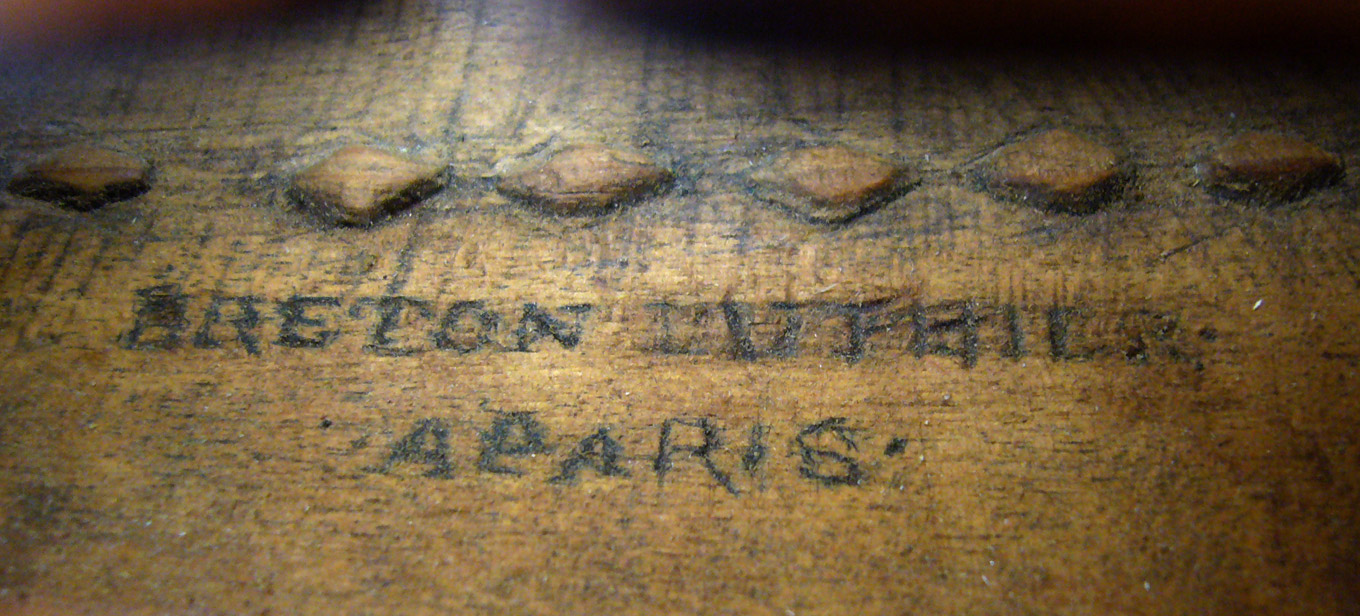 BRETON LUTHIER
A PARIS.